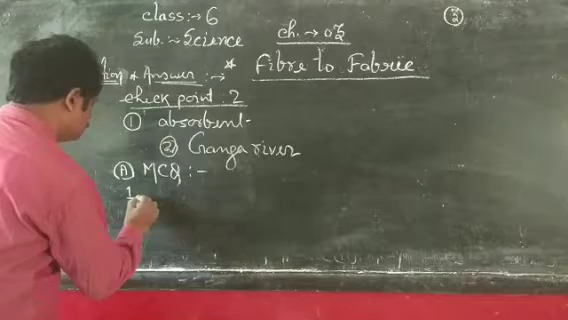 class:→ 6
②
Sub:→ Science
ch.→ 03
Fibre to Fabric
& Answer :→ *
check point: 2
① absorbent
② Ganga river
Ⓐ MCQ :-
1